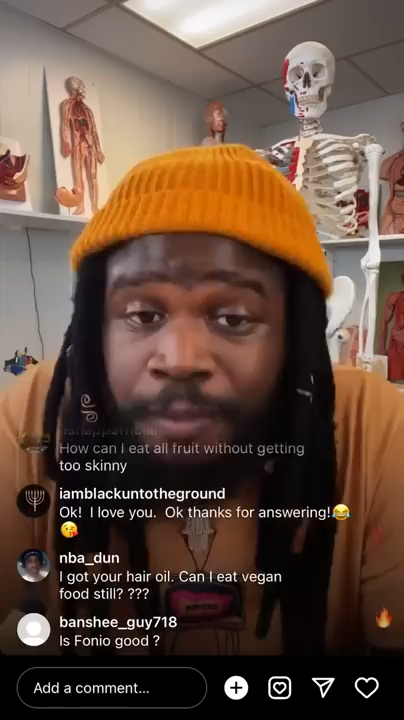 How can I eat all fruit without getting
too skinny
iamblackuntotheground
Ok!  I love you.  Ok thanks for answering!😂
😘
nba_dun
I got your hair oil. Can I eat vegan
food still? ???
banshee_guy718
Is Fonio good ?
Add a comment...